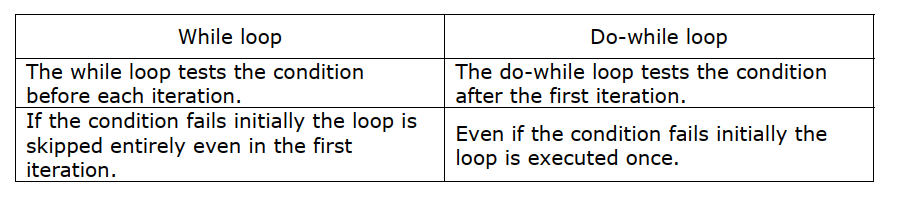 While loop
Do-while loop
The while loop tests the condition
before each iteration.
The do-while loop tests the condition
after the first iteration.
If the condition fails initially the loop is
skipped entirely even in the first
iteration.
Even if the condition fails initially the
loop is executed once.